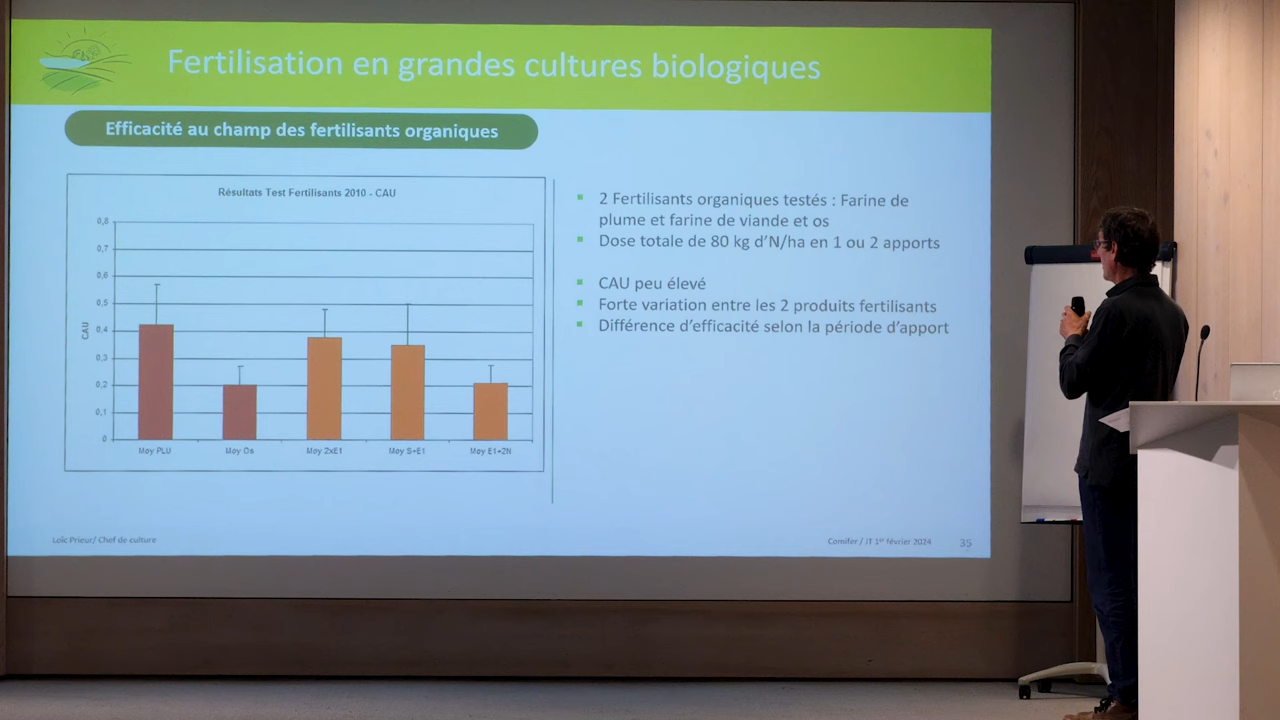 Fertilisation en grandes cultures biologiques
Efficacité au champ des fertilisants organiques
Résultats Test Fertilisants 2010 - CAU
0,8
0,7
0,6
0,5
0,4
0,3
0,2
0,1
0
CAU
Moy PLU
Moy Os
Moy 2xE1
Moy S+E1
Moy E1+2N
2 Fertilisants organiques testés : Farine de
plume et farine de viande et os
Dose totale de 80 kg d'N/ha en 1 ou 2 apports
CAU peu élevé
Forte variation entre les 2 produits fertilisants
Différence d'efficacité selon la période d'apport
Loïc Prieur/ Chef de culture
Comifer / JT 1er février 2024
35